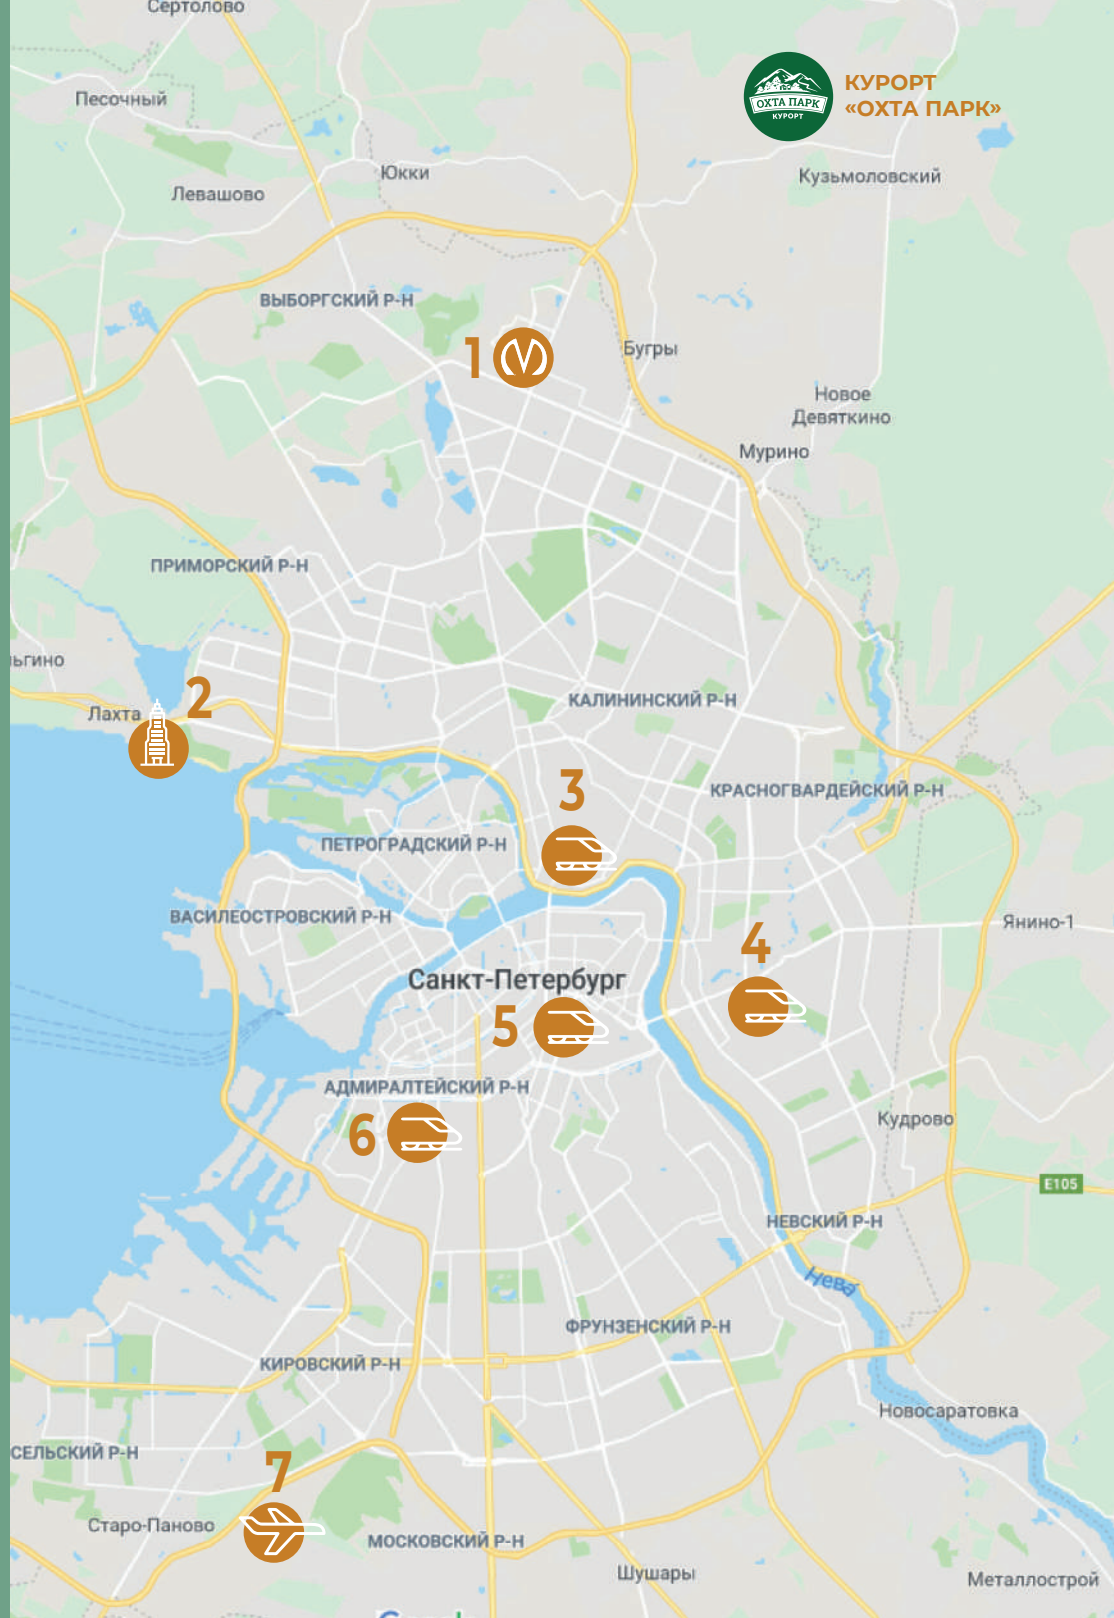 Сертолово
КУРОРТ
«ОХТА ПАРК»
ОХТА ПАРК
КУРОРТ
Песочный
Юкки
Кузьмоловский
Левашово
ВЫБОРГСКИЙ Р-Н
1
Бугры
Новое
Девяткино
Мурино
ПРИМОРСКИЙ Р-Н
ьгино
2
Лахта
КАЛИНИНСКИЙ Р-Н
3
КРАСНОГВАРДЕЙСКИЙ Р-Н
ПЕТРОГРАДСКИЙ Р-Н
ВАСИЛЕОСТРОВСКИЙ Р-Н
Янино-1
4
Санкт-Петербург
5
АДМИРАЛТЕЙСКИЙ Р-Н
6
Кудрово
E105
НЕВСКИЙ Р-Н
Нева
ФРУНЗЕНСКИЙ Р-Н
КИРОВСКИЙ Р-Н
Новосаратовка
СЕЛЬСКИЙ Р-Н
7
Старо-Паново
МОСКОВСКИЙ Р-Н
Шушары
Металлострой